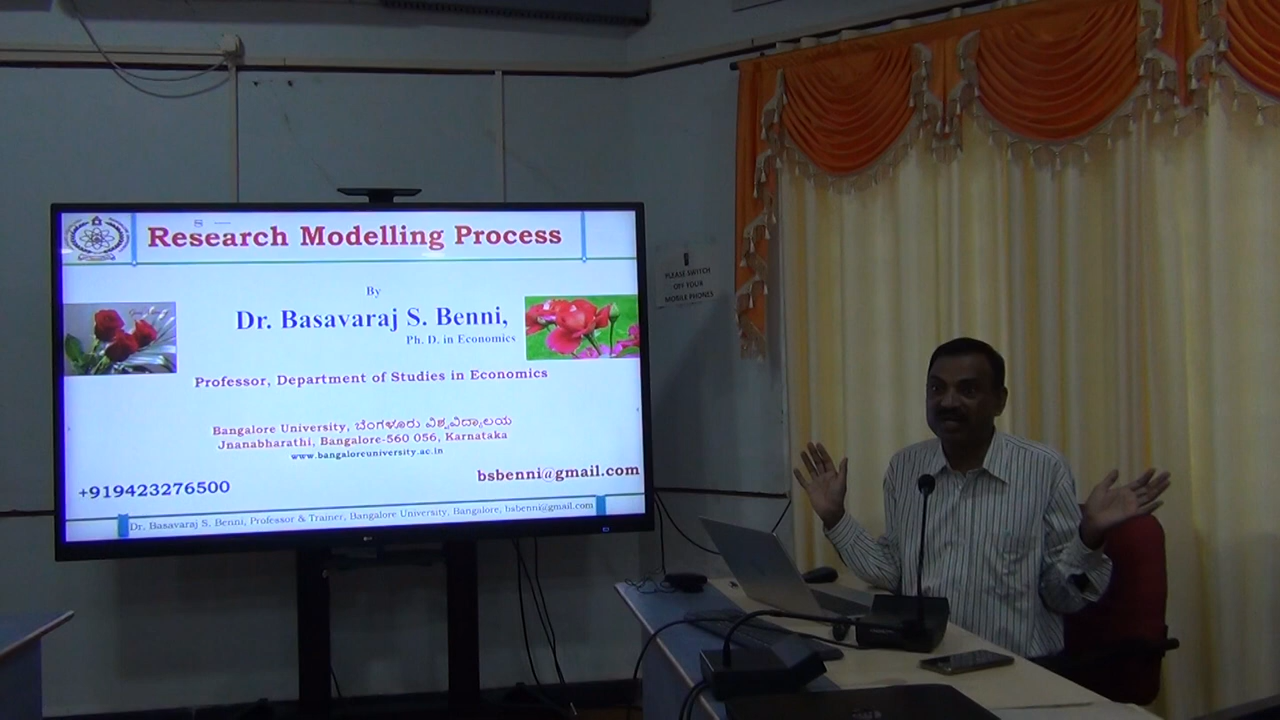 Research Modelling Process
By
Dr. Basavaraj S. Benni,
Ph. D. in Economics
Professor, Department of Studies in Economics
Bangalore University, ಬೆಂಗಳೂರು ವಿಶ್ವವಿದ್ಯಾಲಯ
Jnanabharathi, Bangalore-560 056, Karnataka
www.bangaloreuniversity.ac.in
bsbenni@gmail.com
+919423276500
Dr. Basavaraj S. Benni, Professor & Trainer, Bangalore University, Bangalore, bsbenni@gmail.com
LG
PLEASE SWITCH
OFF YOUR
MOBILE PHONES